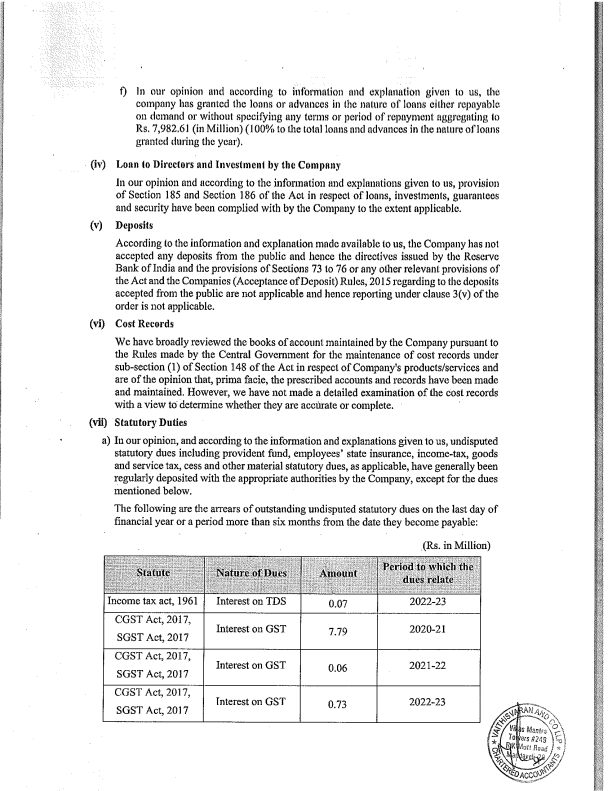 f) In our opinion and according to information and explanation given to us, the
company has granted the loans or advances in the nature of loans either repayable
on demand or without specifying any terms or period of repayment aggregating to
Rs. 7,982.61 (in Million) (100% to the total loans and advances in the nature of loans
granted during the year).
(iv) Loan to Directors and Investment by the Company
In our opinion and according to the information and explanations given to us, provision
of Section 185 and Section 186 of the Act in respect of loans, investments, guarantees
and security have been complied with by the Company to the extent applicable.
(v) Deposits
According to the information and explanation made available to us, the Company has not
accepted any deposits from the public and hence the directives issued by the Reserve
Bank of India and the provisions of Sections 73 to 76 or any other relevant provisions of
the Act and the Companies (Acceptance of Deposit) Rules, 2015 regarding to the deposits
accepted from the public are not applicable and hence reporting under clause 3(v) of the
order is not applicable.
(vi) Cost Records
We have broadly reviewed the books of account maintained by the Company pursuant to
the Rules made by the Central Government for the maintenance of cost records under
sub-section (1) of Section 148 of the Act in respect of Company's products/services and
are of the opinion that, prima facie, the prescribed accounts and records have been made
and maintained. However, we have not made a detailed examination of the cost records
with a view to determine whether they are accurate or complete.
(vii) Statutory Duties
a) In our opinion, and according to the information and explanations given to us, undisputed
statutory dues including provident fund, employees' state insurance, income-tax, goods
and service tax, cess and other material statutory dues, as applicable, have generally been
regularly deposited with the appropriate authorities by the Company, except for the dues
mentioned below.
The following are the arrears of outstanding undisputed statutory dues on the last day of
financial year or a period more than six months from the date they become payable:
(Rs. in Million)
Statute Nature of Dues Amount Period to which the
dues relate
Income tax act, 1961 Interest on TDS 0.07 2022-23
CGST Act, 2017,
SGST Act, 2017 Interest on GST 7.79 2020-21
CGST Act, 2017,
SGST Act, 2017 Interest on GST 0.06 2021-22
CGST Act, 2017,
SGST Act, 2017 Interest on GST 0.73 2022-23
VAITHISVARAN AND CO LLP
Mantra
Towers #249
Mott Road
CHARTERED ACCOUNTANTS